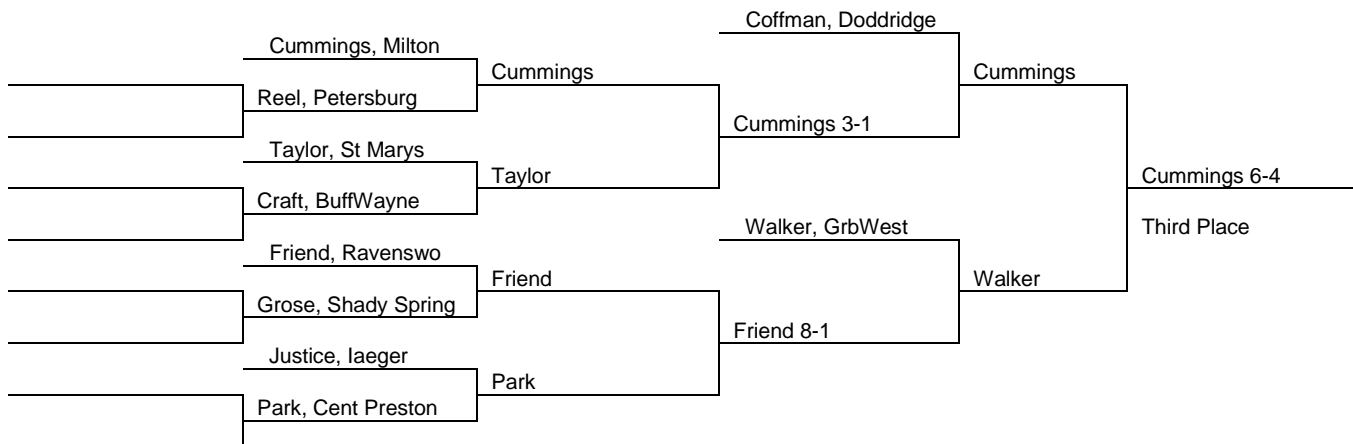 Coffman, Doddridge
Cummings, Milton
Cummings
Cummings
Reel, Petersburg
Cummings 3-1
Taylor, St Marys
Taylor
Cummings 6-4
Craft, BuffWayne
Walker, GrbWest
Third Place
Friend, Ravenswo
Friend
Walker
Grose, Shady Spring
Friend 8-1
Justice, Iaeger
Park
Park, Cent Preston